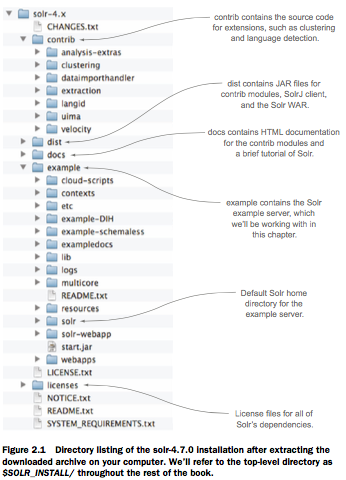 solr-4.x
CHANGES.txt
contrib
analysis-extras
clustering
dataimporthandler
extraction
langid
uima
velocity
dist
docs
example
cloud-scripts
contexts
etc
example-DIH
example-schemaless
exampledocs
lib
logs
multicore
README.txt
resources
solr
solr-webapp
start.jar
webapps
LICENSE.txt
licenses
NOTICE.txt
README.txt
SYSTEM_REQUIREMENTS.txt
contrib contains the source code
for extensions, such as clustering
and language detection.
dist contains JAR files for
contrib modules, SolrJ client,
and the Solr WAR.
docs contains HTML documentation
for the contrib modules and
a brief tutorial of Solr.
example contains the Solr
example server, which
we'll be working with in
this chapter.
Default Solr home
directory for the
example server.
License files for all of
Solr's dependencies.
Figure 2.1 Directory listing of the solr-4.7.0 installation after extracting the
downloaded archive on your computer. We'll refer to the top-level directory as
$SOLR_INSTALL/ throughout the rest of the book.